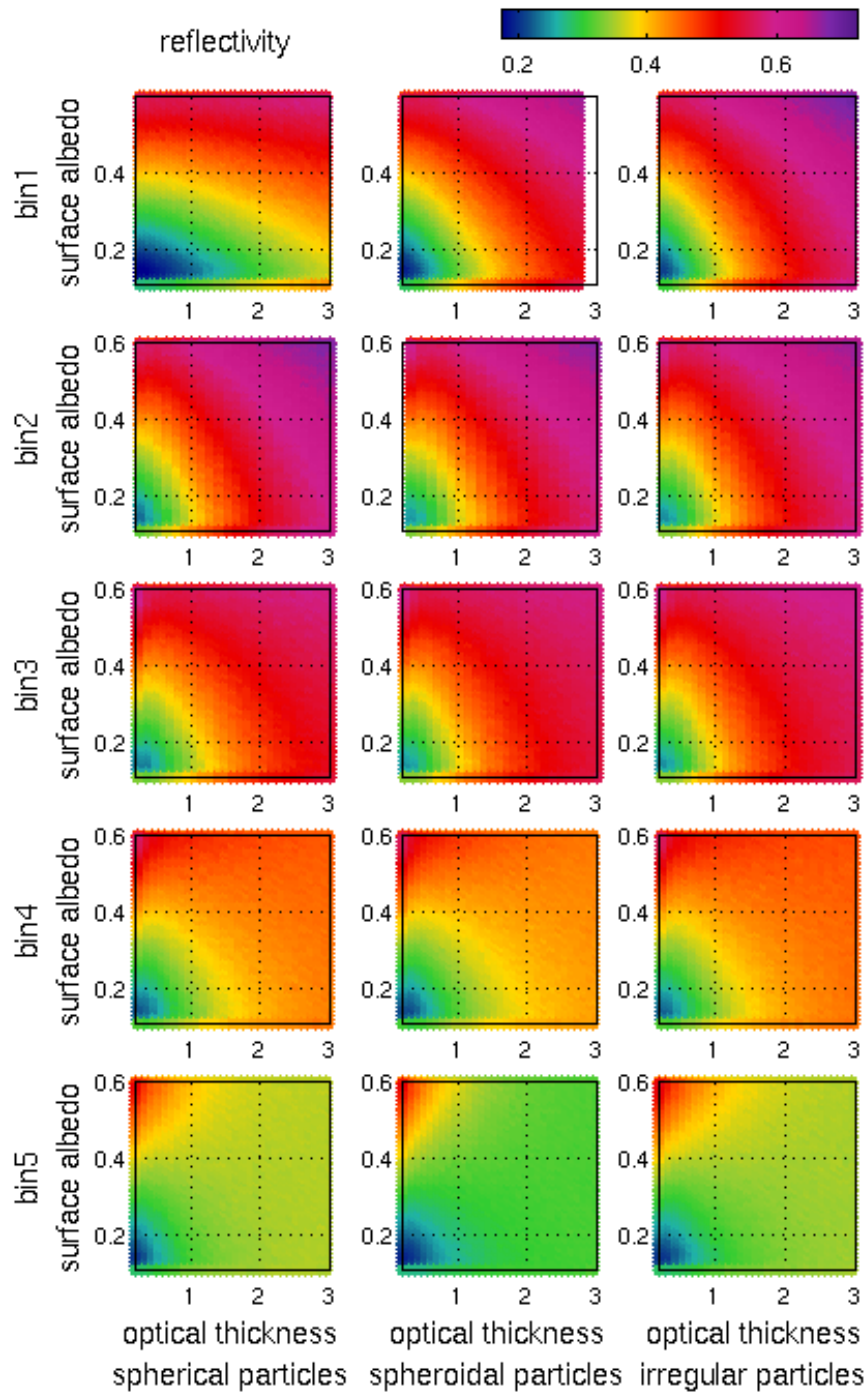 reflectivity
0.2 0.4 0.6
bin1
surface albedo
0.4 0.4 0.4
0.2 0.2 0.2
1 2 3 1 2 3 1 2 3
bin2
surface albedo
0.6 0.6 0.6
0.4 0.4 0.4
0.2 0.2 0.2
1 2 3 1 2 3 1 2 3
bin3
surface albedo
0.6 0.6 0.6
0.4 0.4 0.4
0.2 0.2 0.2
1 2 3 1 2 3 1 2 3
bin4
surface albedo
0.6 0.6 0.6
0.4 0.4 0.4
0.2 0.2 0.2
1 2 3 1 2 3 1 2 3
bin5
surface albedo
0.6 0.6 0.6
0.4 0.4 0.4
0.2 0.2 0.2
1 2 3 1 2 3 1 2 3
optical thickness optical thickness optical thickness
spherical particles spheroidal particles irregular particles